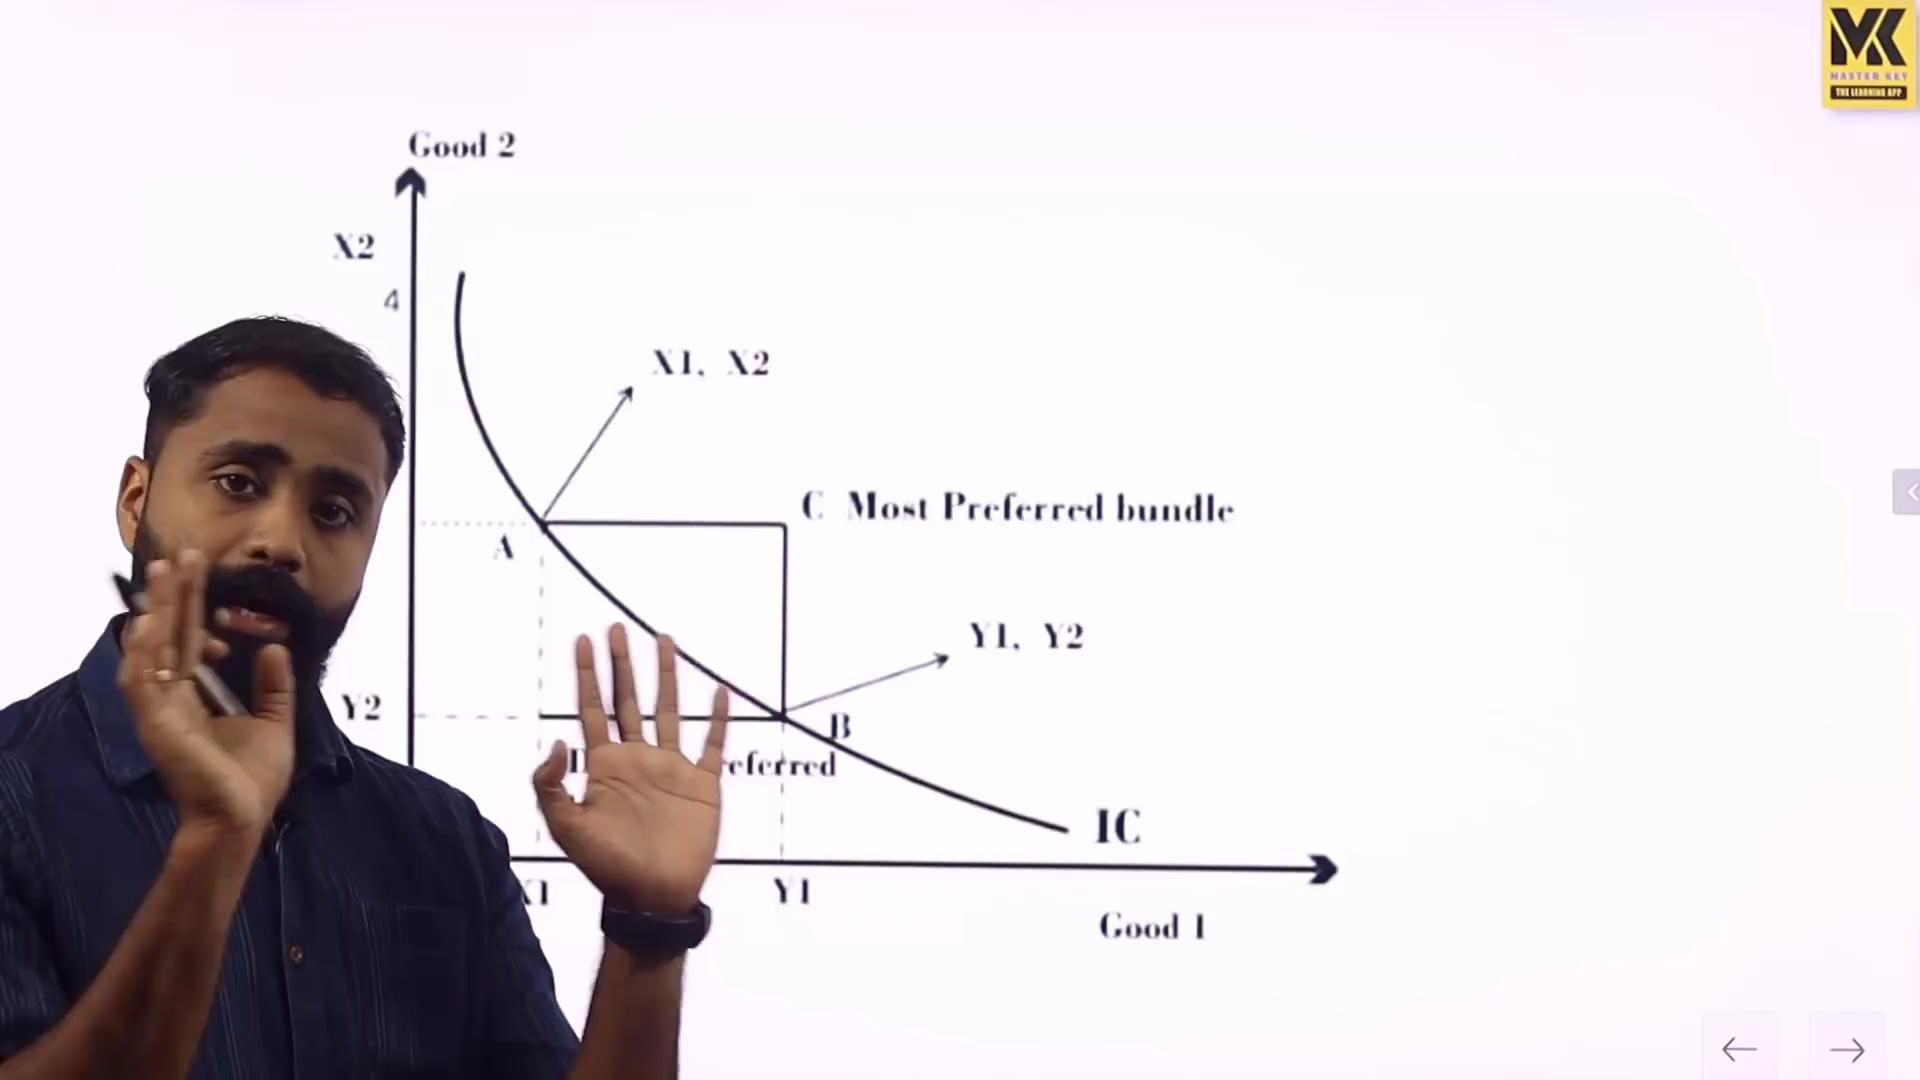 MASTER KEY
THE LEARNING APP
Good 2
X2
4
X1, X2
C Most Preferred bundle
A
Y1, Y2
Y2
B
IC
Y1
Good 1